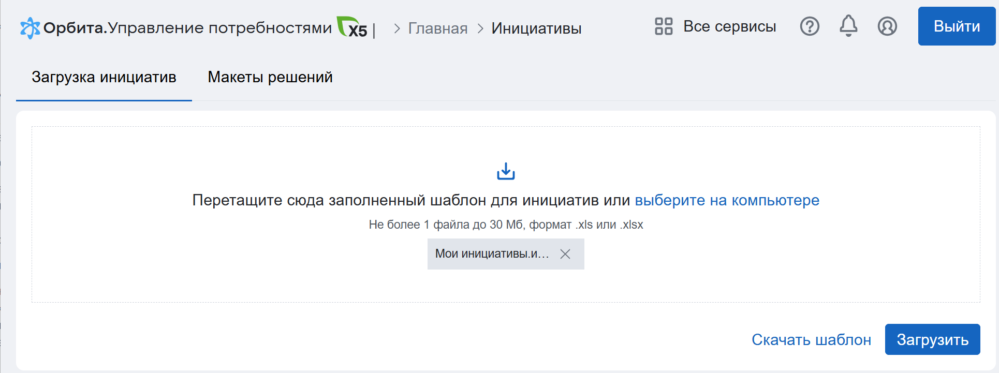 Орбита.Управление потребностями X5 | > Главная > Инициативы Все сервисы Выйти
Загрузка инициатив Макеты решений
Перетащите сюда заполненный шаблон для инициатив или выберите на компьютере
Не более 1 файла до 30 Мб, формат .xls или .xlsx
Мои инициативы.и...
Скачать шаблон Загрузить